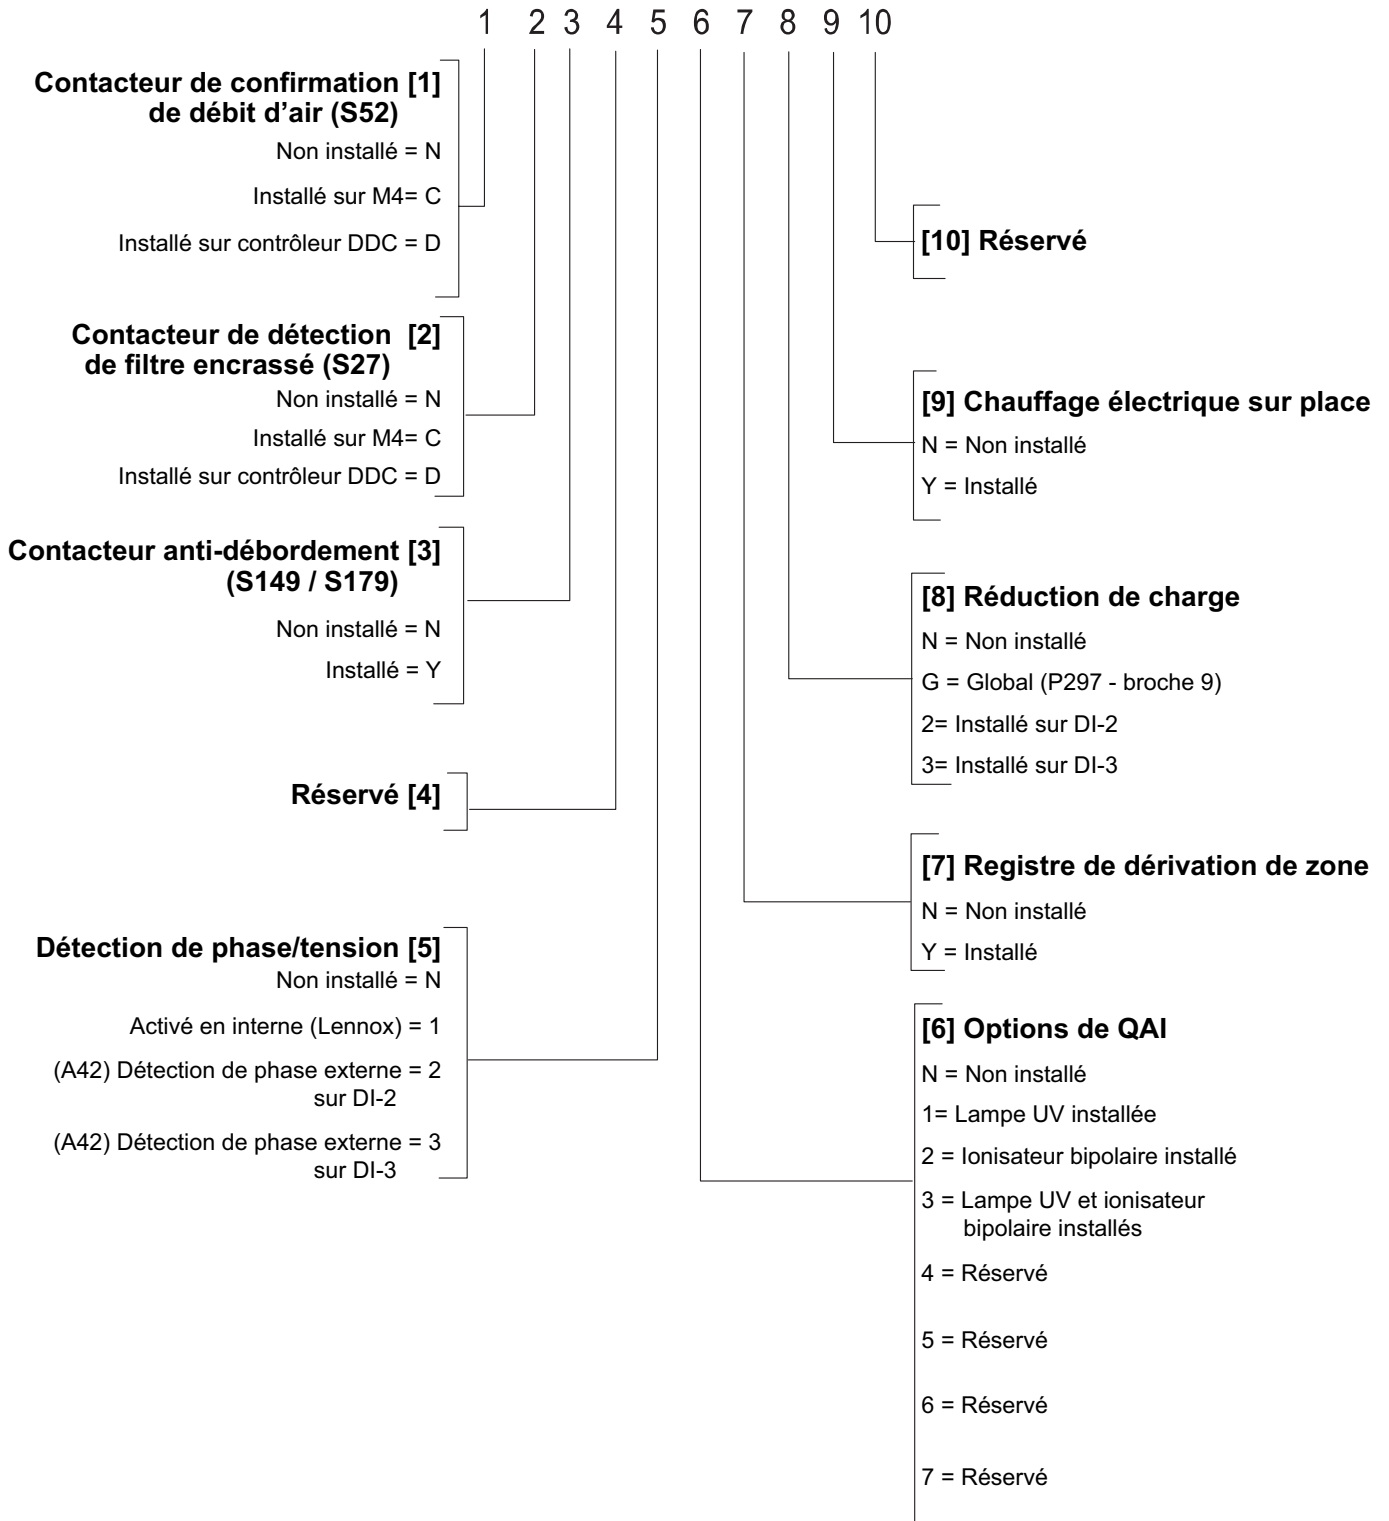 1 2 3 4 5 6 7 8 9 10
Contacteur de confirmation [1]
de débit d’air (S52)
Non installé = N
Installé sur M4= C
Installé sur contrôleur DDC = D
Contacteur de détection [2]
de filtre encrassé (S27)
Non installé = N
Installé sur M4= C
Installé sur contrôleur DDC = D
Contacteur anti-débordement [3]
(S149 / S179)
Non installé = N
Installé = Y
Réservé [4]
Détection de phase/tension [5]
Non installé = N
Activé en interne (Lennox) = 1
(A42) Détection de phase externe = 2
sur DI-2
(A42) Détection de phase externe = 3
sur DI-3
[10] Réservé
[9] Chauffage électrique sur place
N = Non installé
Y = Installé
[8] Réduction de charge
N = Non installé
G = Global (P297 - broche 9)
2= Installé sur DI-2
3= Installé sur DI-3
[7] Registre de dérivation de zone
N = Non installé
Y = Installé
[6] Options de QAI
N = Non installé
1= Lampe UV installée
2 = Ionisateur bipolaire installé
3 = Lampe UV et ionisateur
bipolaire installés
4 = Réservé
5 = Réservé
6 = Réservé
7 = Réservé